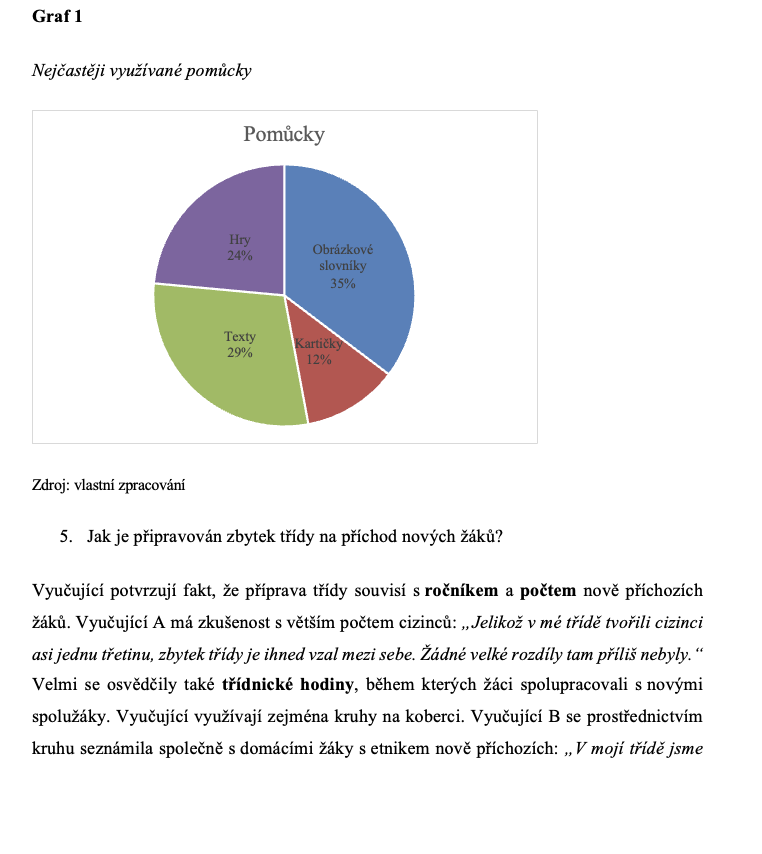 Graf 1
Nejčastěji využívané pomůcky
Pomůcky
Hry
24%
Obrázkové
slovníky
35%
Texty
29%
Kartičky
12%
Zdroj: vlastní zpracování
5. Jak je připravován zbytek třídy na příchod nových žáků?
Vyučující potvrzují fakt, že příprava třídy souvisí s ročníkem a počtem nově příchozích
žáků. Vyučující A má zkušenost s větším počtem cizinců: „Jelikož v mé třídě tvořili cizinci
asi jednu třetinu, zbytek třídy je ihned vzal mezi sebe. Žádné velké rozdíly tam příliš nebyly.“
Velmi se osvědčily také třídnické hodiny, během kterých žáci spolupracovali s novými
spolužáky. Vyučující využívají zejména kruhy na koberci. Vyučující B se prostřednictvím
kruhu seznámila společně s domácími žáky s etnikem nově příchozích: „V mojí třídě jsme